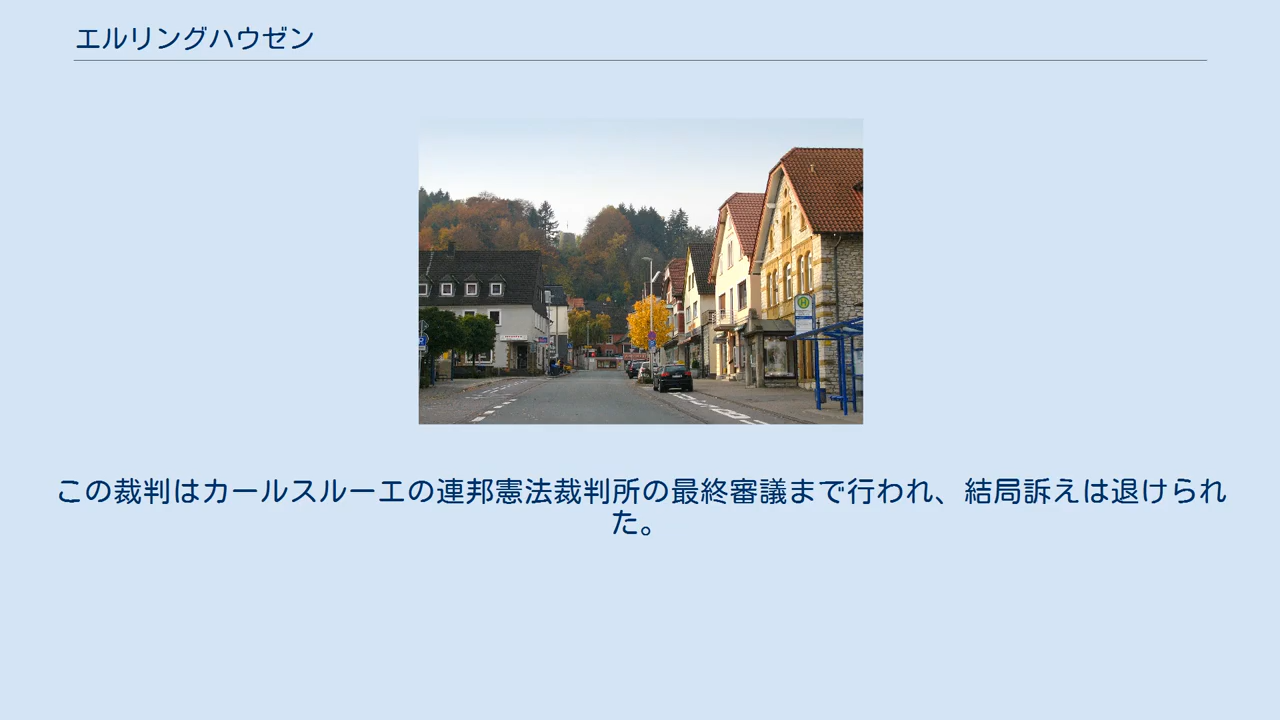 エルリングハウゼン
H
この裁判はカールスルーエの連邦憲法裁判所の最終審議まで行われ、結局訴えは退けられ
た。